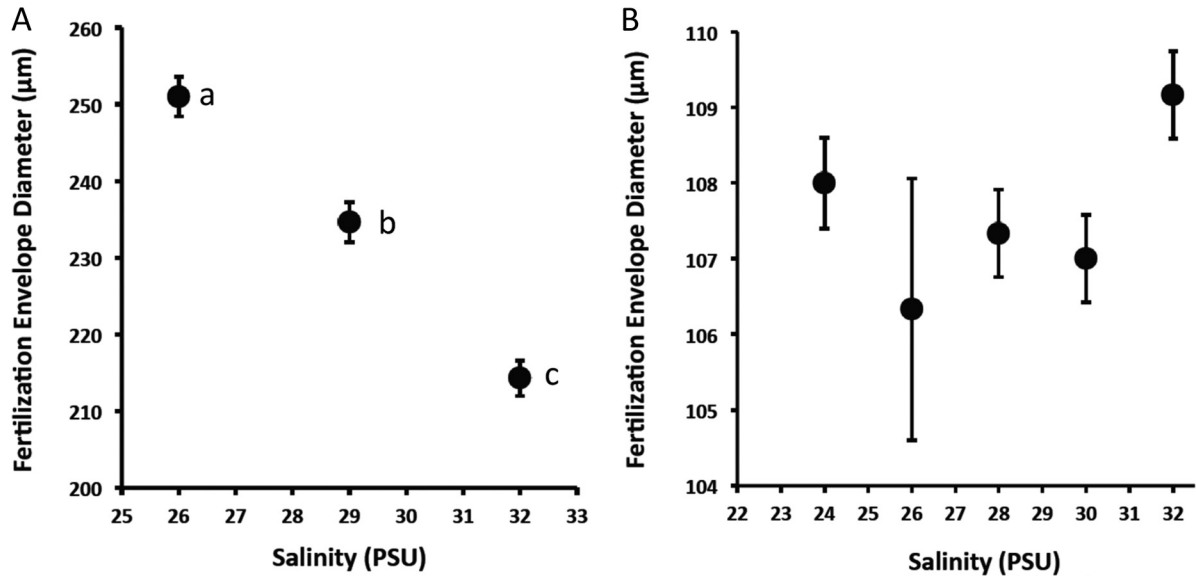 A
Fertilization Envelope Diameter (μm)
260
250
240
230
220
210
200
a
b
c
25 26 27 28 29 30 31 32 33
Salinity (PSU)
B
Fertilization Envelope Diameter (μm)
110
109
108
107
106
105
104
22 23 24 25 26 27 28 29 30 31 32
Salinity (PSU)